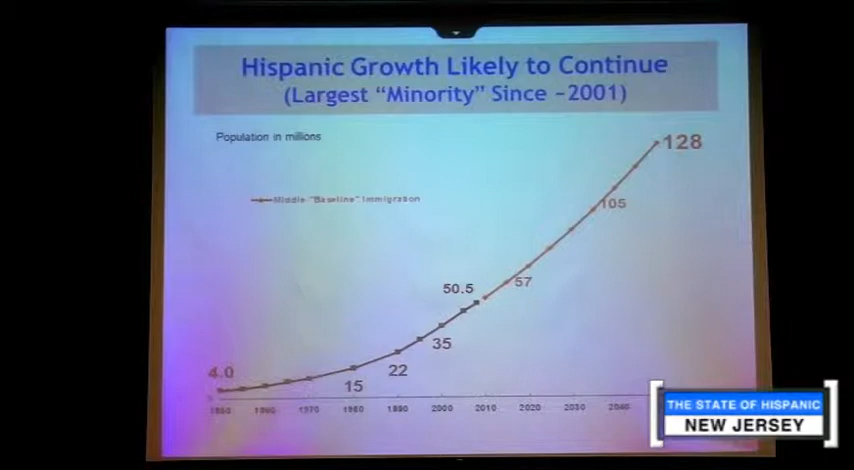 Hispanic Growth Likely to Continue
(Largest “Minority” Since ~2001)
Population in millions
Middle "Baseline" Immigration
128
105
57
50.5
35
22
15
4.0
1950 1960 1970 1980 1990 2000 2010 2020 2030 2040
THE STATE OF HISPANIC
NEW JERSEY